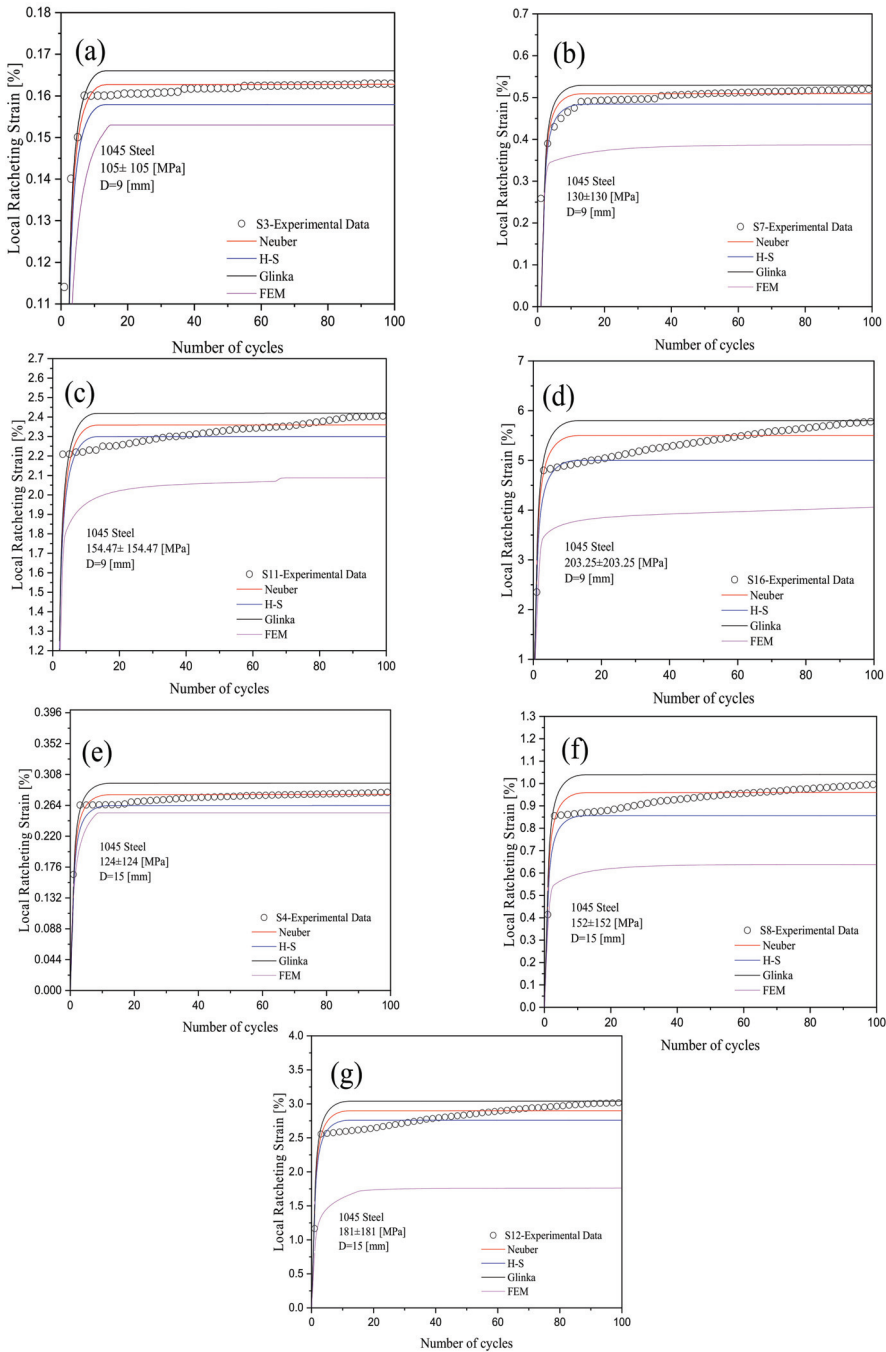 (a)
Local Ratcheting Strain [%]
0.18
0.17
0.16
0.15
0.14
0.13
0.12
0.11
1045 Steel
105± 105 [MPa]
D=9 [mm]
S3-Experimental Data
Neuber
H-S
Glinka
FEM
0 20 40 60 80 100
Number of cycles
(b)
Local Ratcheting Strain [%]
0.7
0.6
0.5
0.4
0.3
0.2
0.1
0.0
1045 Steel
130±130 [MPa]
D=9 [mm]
S7-Experimental Data
Neuber
H-S
Glinka
FEM
0 20 40 60 80 100
Number of cycles
(c)
Local Ratcheting Strain [%]
2.7
2.6
2.5
2.4
2.3
2.2
2.1
2.0
1.9
1.8
1.7
1.6
1.5
1.4
1.3
1.2
1045 Steel
154.47± 154.47 [MPa]
D=9 [mm]
S11-Experimental Data
Neuber
H-S
Glinka
FEM
0 20 40 60 80 100
Number of cycles
(d)
Local Ratcheting Strain [%]
7
6
5
4
3
2
1
1045 Steel
203.25±203.25 [MPa]
D=9 [mm]
S16-Experimental Data
Neuber
H-S
Glinka
FEM
0 20 40 60 80 100
Number of cycles
(e)
Local Ratcheting Strain [%]
0.396
0.352
0.308
0.264
0.220
0.176
0.132
0.088
0.044
0.000
1045 Steel
124±124 [MPa]
D=15 [mm]
S4-Experimental Data
Neuber
H-S
Glinka
FEM
0 20 40 60 80 100
Number of cycles
(f)
Local Ratcheting Strain [%]
1.3
1.2
1.1
1.0
0.9
0.8
0.7
0.6
0.5
0.4
0.3
0.2
0.1
0.0
1045 Steel
152±152 [MPa]
D=15 [mm]
S8-Experimental Data
Neuber
H-S
Glinka
FEM
0 20 40 60 80 100
Number of cycles
(g)
Local Ratcheting Strain [%]
4.0
3.5
3.0
2.5
2.0
1.5
1.0
0.5
0.0
1045 Steel
181±181 [MPa]
D=15 [mm]
S12-Experimental Data
Neuber
H-S
Glinka
FEM
0 20 40 60 80 100
Number of cycles